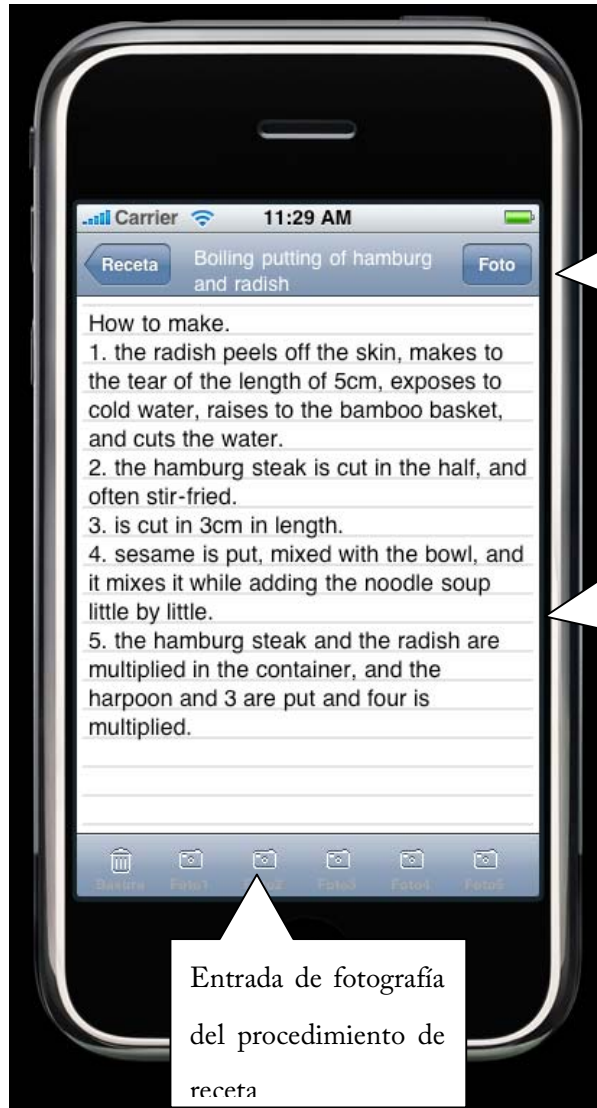 Carrier 11:29 AM
Receta Boiling putting of hamburg Foto
and radish
How to make.
1. the radish peels off the skin, makes to
the tear of the length of 5cm, exposes to
cold water, raises to the bamboo basket,
and cuts the water.
2. the hamburg steak is cut in the half, and
often stir-fried.
3. is cut in 3cm in length.
4. sesame is put, mixed with the bowl, and
it mixes it while adding the noodle soup
little by little.
5. the hamburg steak and the radish are
multiplied in the container, and the
harpoon and 3 are put and four is
multiplied.
Basura Foto1 Foto2 Foto3 Foto4 Foto5
Entrada de fotografía
del procedimiento de
receta